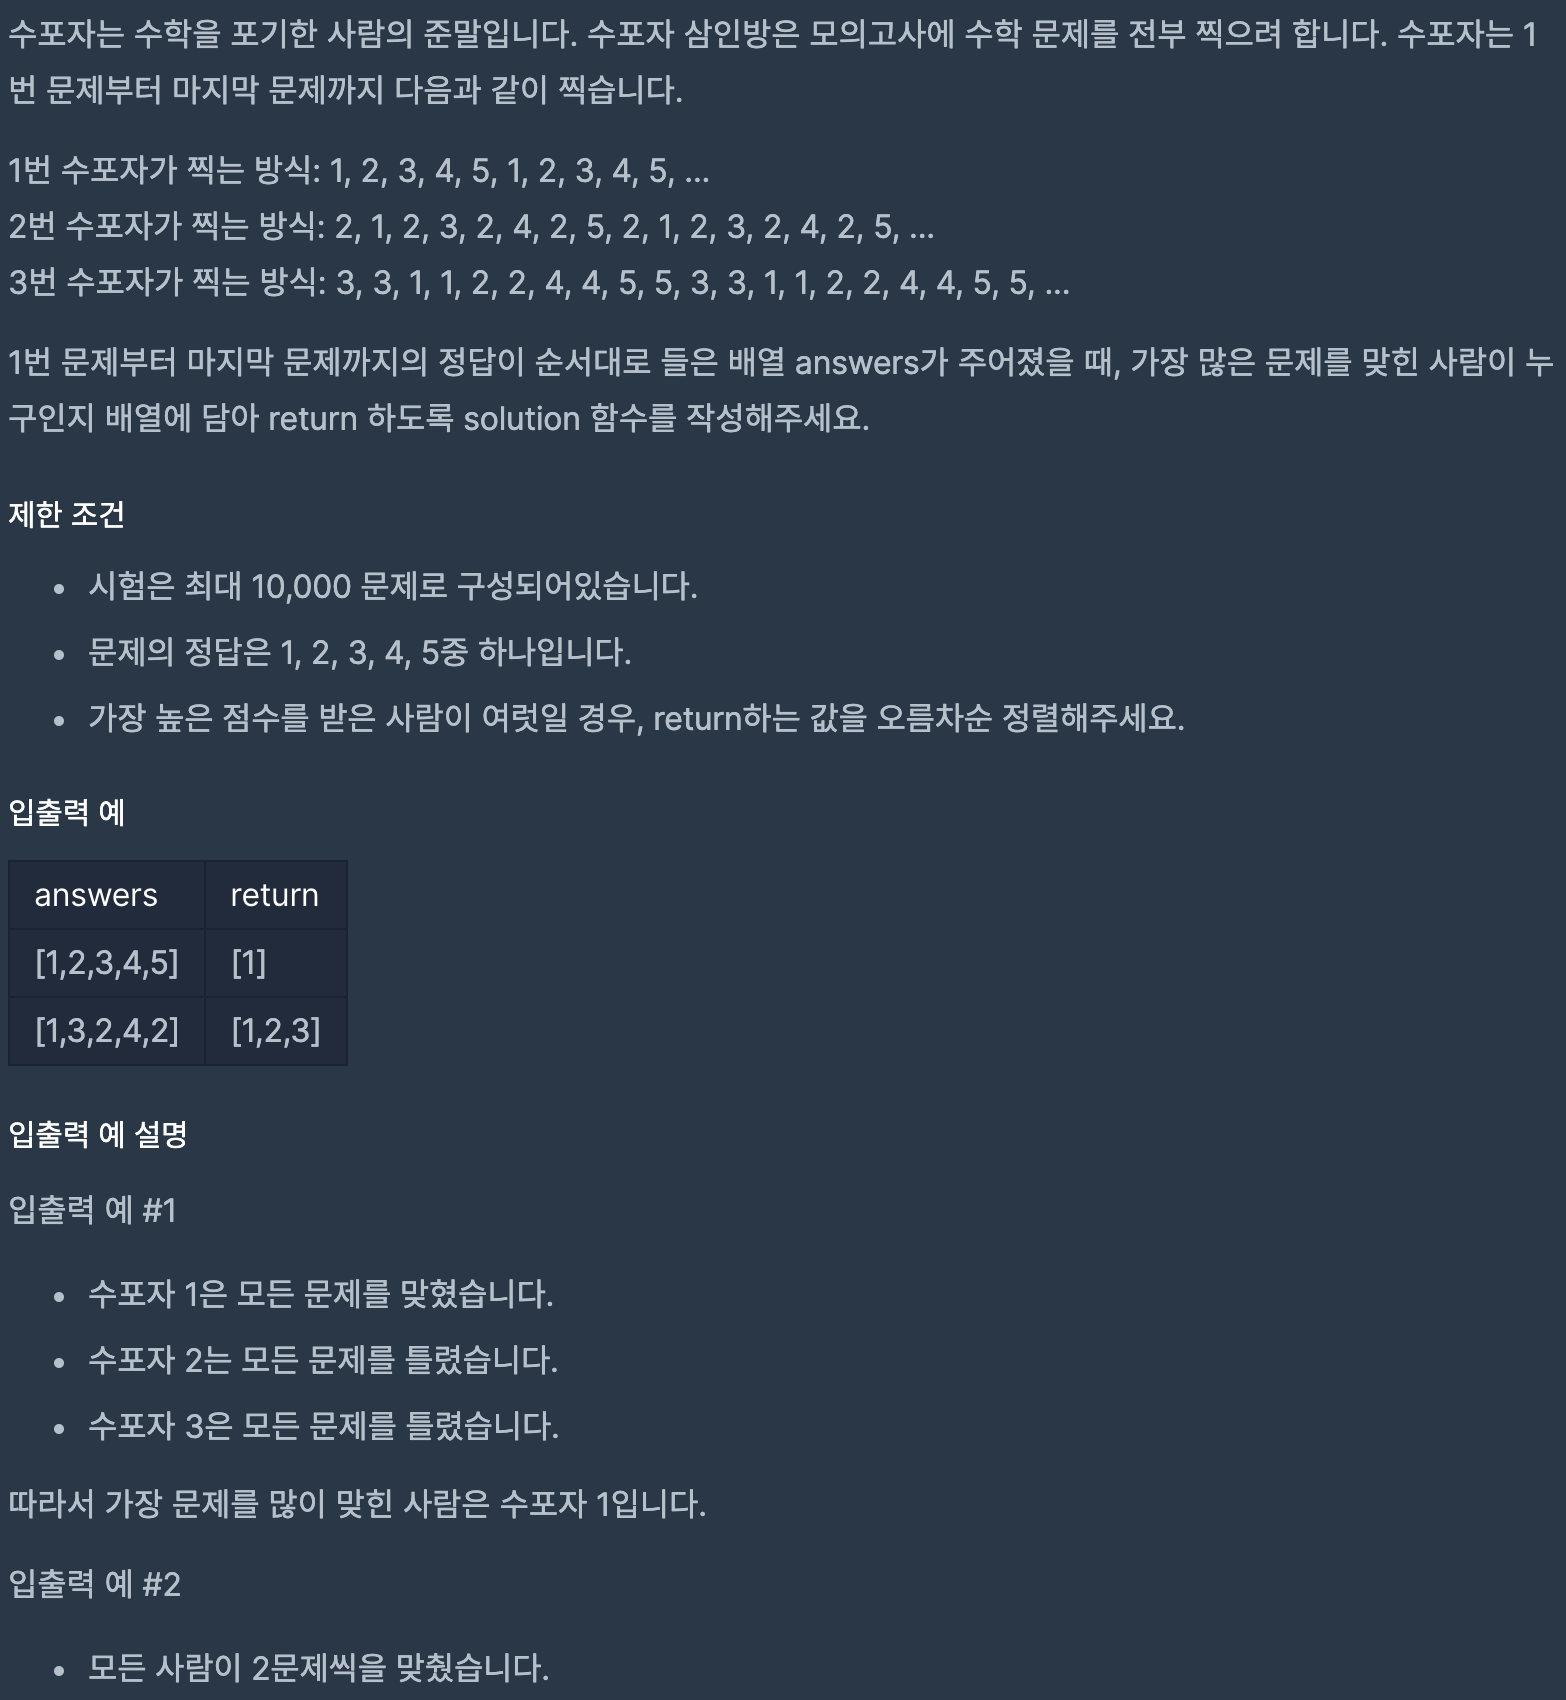 수포자는 수학을 포기한 사람의 준말입니다. 수포자 삼인방은 모의고사에 수학 문제를 전부 찍으려 합니다. 수포자는 1
번 문제부터 마지막 문제까지 다음과 같이 찍습니다.
1번 수포자가 찍는 방식: 1, 2, 3, 4, 5, 1, 2, 3, 4, 5, ...
2번 수포자가 찍는 방식: 2, 1, 2, 3, 2, 4, 2, 5, 2, 1, 2, 3, 2, 4, 2, 5, ...
3번 수포자가 찍는 방식: 3, 3, 1, 1, 2, 2, 4, 4, 5, 5, 3, 3, 1, 1, 2, 2, 4, 4, 5, 5, ...
1번 문제부터 마지막 문제까지의 정답이 순서대로 들은 배열 answers가 주어졌을 때, 가장 많은 문제를 맞힌 사람이 누
구인지 배열에 담아 return 하도록 solution 함수를 작성해주세요.
제한 조건
• 시험은 최대 10,000 문제로 구성되어있습니다.
• 문제의 정답은 1, 2, 3, 4, 5중 하나입니다.
• 가장 높은 점수를 받은 사람이 여럿일 경우, return하는 값을 오름차순 정렬해주세요.
입출력 예
answers return
[1,2,3,4,5] [1]
[1,3,2,4,2] [1,2,3]
입출력 예 설명
입출력 예 #1
• 수포자 1은 모든 문제를 맞혔습니다.
• 수포자 2는 모든 문제를 틀렸습니다.
• 수포자 3은 모든 문제를 틀렸습니다.
따라서 가장 문제를 많이 맞힌 사람은 수포자 1입니다.
입출력 예 #2
• 모든 사람이 2문제씩을 맞췄습니다.